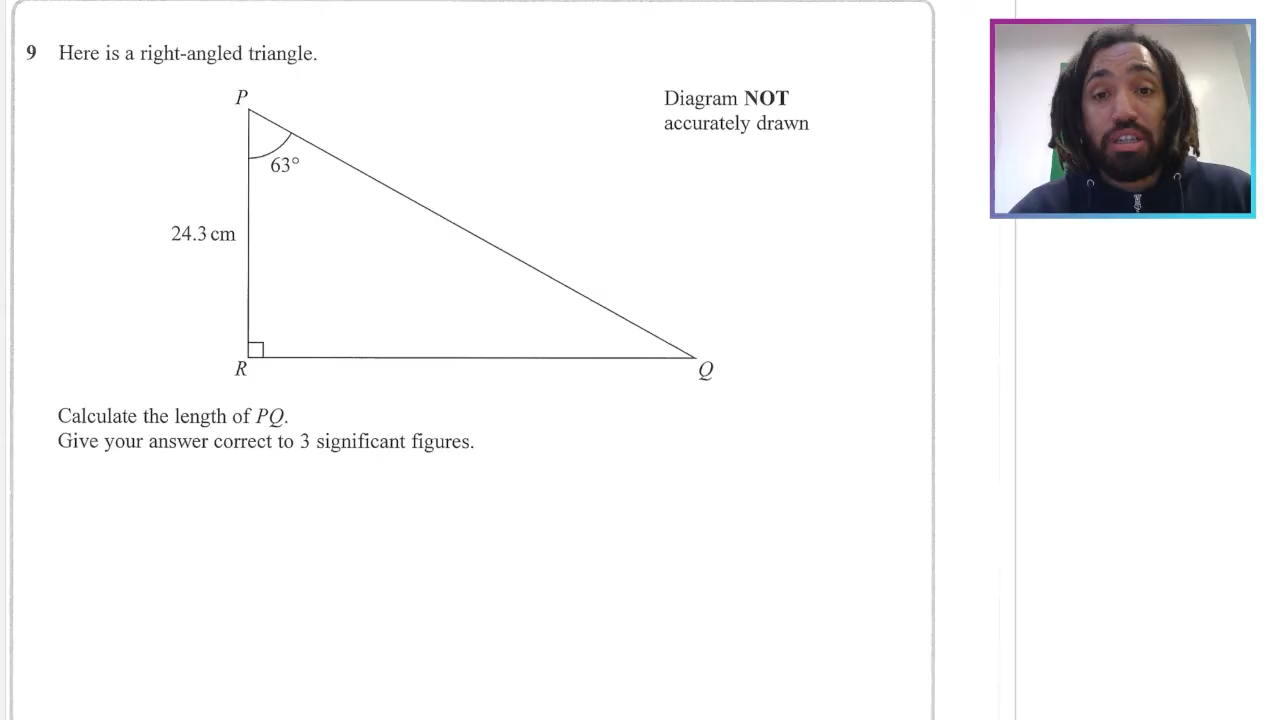 9 Here is a right-angled triangle.
P
Diagram NOT
accurately drawn
63°
24.3 cm
R
Q
Calculate the length of PQ.
Give your answer correct to 3 significant figures.